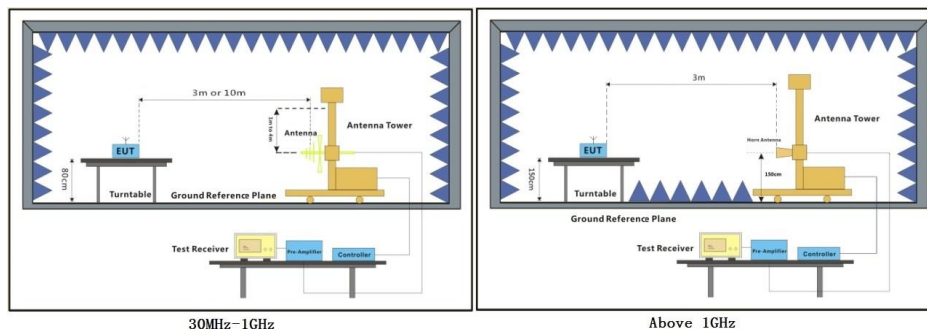 3m or 10m
1m to 4m
Antenna
Antenna Tower
EUT
80cm
Turntable
Ground Reference Plane
Test Receiver
Pre-Amplifier
Controller
30MHz-1GHz
3m
Horn Antenna
Antenna Tower
EUT
150cm
150cm
Turntable
Ground Reference Plane
Test Receiver
Pre-Amplifier
Controller
Above 1GHz